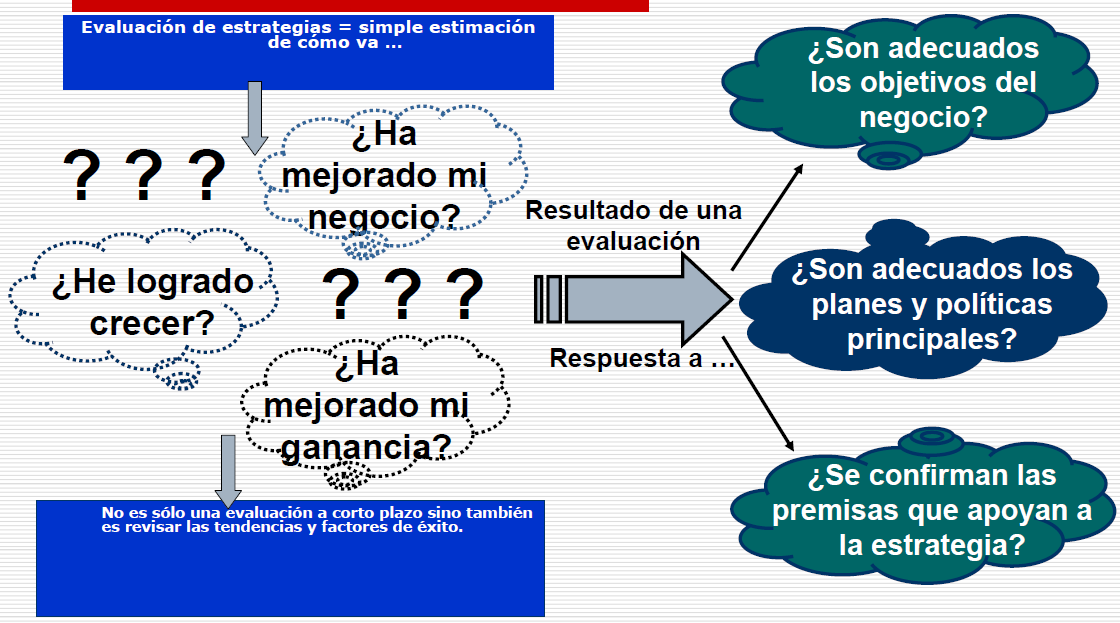 Evaluación de estrategias = simple estimación
de cómo va ...
? ? ?
¿Ha
mejorado mi
negocio?
¿He logrado
crecer?
? ? ?
¿Ha
mejorado mi
ganancia?
No es sólo una evaluación a corto plazo sino también
es revisar las tendencias y factores de éxito.
Resultado de una
evaluación
Respuesta a ...
¿Son adecuados
los objetivos del
negocio?
¿Son adecuados los
planes y políticas
principales?
¿Se confirman las
premisas que apoyan a
la estrategia?